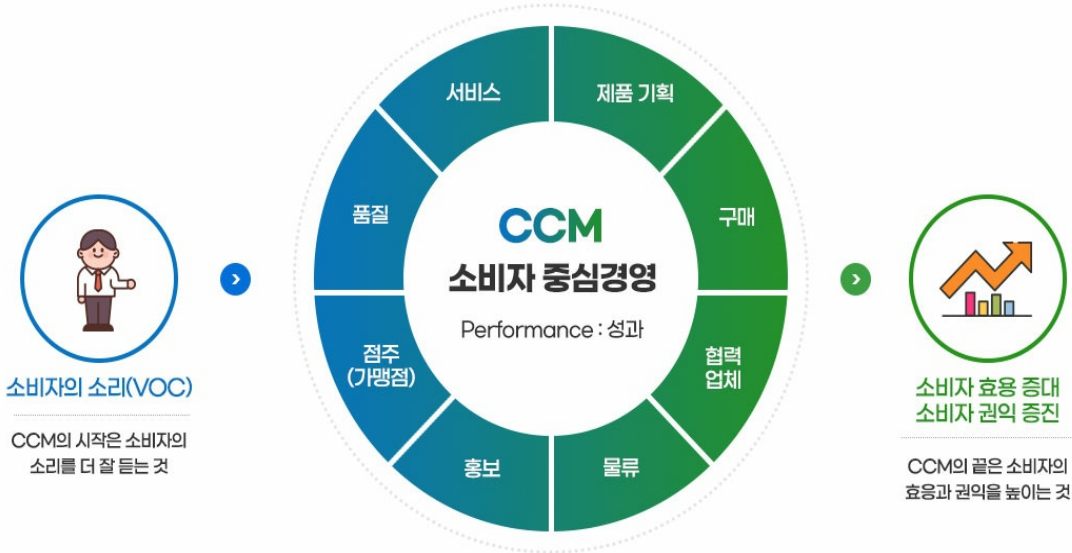 소비자의 소리(VOC)
CCM의 시작은 소비자의
소리를 더 잘 듣는 것
서비스
제품 기획
품질
구매
점주
(가맹점)
협력
업체
홍보
물류
CCM
소비자 중심경영
Performance : 성과
소비자 효용 증대
소비자 권익 증진
CCM의 끝은 소비자의
효응과 권익을 높이는 것